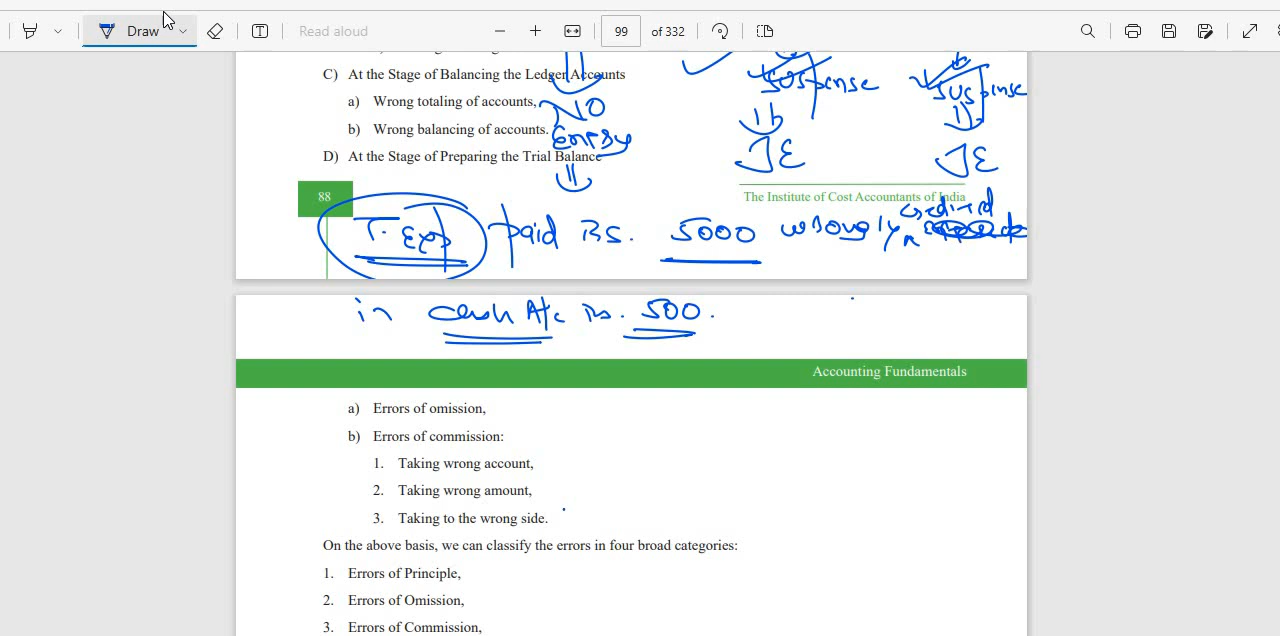 Draw
Read aloud
99 of 332
C) At the Stage of Balancing the Ledger Accounts
a) Wrong totaling of accounts,
b) Wrong balancing of accounts.
D) At the Stage of Preparing the Trial Balance
NO
Entry
Suspense
JE
Suspense
JE
88
The Institute of Cost Accountants of India
T. Exp paid Rs. 5000 wrongly credited
in cash A/c Rs. 500.
Accounting Fundamentals
a) Errors of omission,
b) Errors of commission:
1. Taking wrong account,
2. Taking wrong amount,
3. Taking to the wrong side.
On the above basis, we can classify the errors in four broad categories:
1. Errors of Principle,
2. Errors of Omission,
3. Errors of Commission,